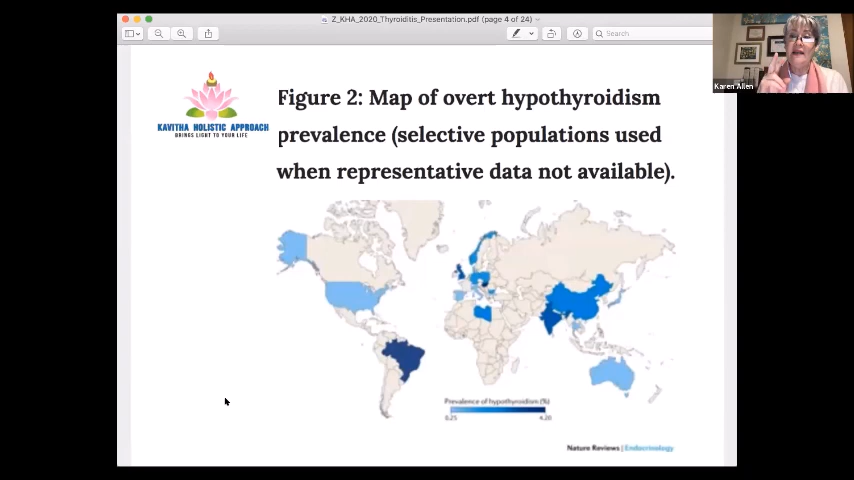 Z_KHA_2020_Thyroiditis_Presentation.pdf (page 4 of 24)
Search
Karen Allen
KAVITHA HOLISTIC APPROACH
BRINGS LIGHT TO YOUR LIFE
Figure 2: Map of overt hypothyroidism
prevalence (selective populations used
when representative data not available).
Prevalence of hypothyroidism (%)
0.25 4.20
Nature Reviews | Endocrinology